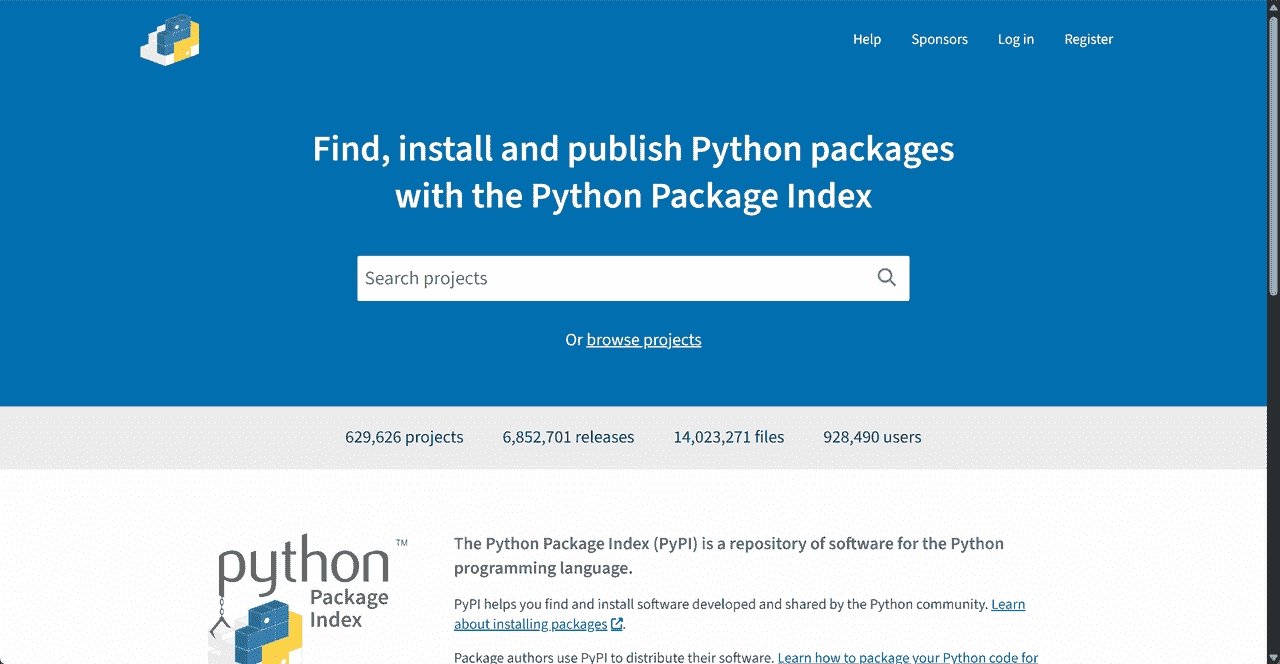 Help Sponsors Log in Register
Find, install and publish Python packages
with the Python Package Index
Search projects
Or browse projects
629,626 projects 6,852,701 releases 14,023,271 files 928,490 users
python ™
Package
Index
The Python Package Index (PyPI) is a repository of software for the Python
programming language.
PyPI helps you find and install software developed and shared by the Python community. Learn
about installing packages.
Package authors use PyPI to distribute their software. Learn how to package your Python code for